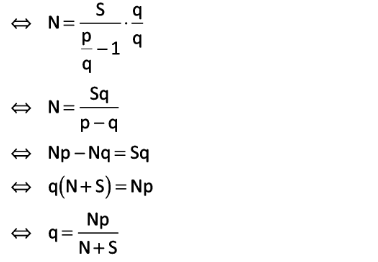 ⇔ N = S / (p/q − 1) · q/q
⇔ N = Sq / (p − q)
⇔ Np − Nq = Sq
⇔ q(N + S) = Np
⇔ q = Np / (N + S)